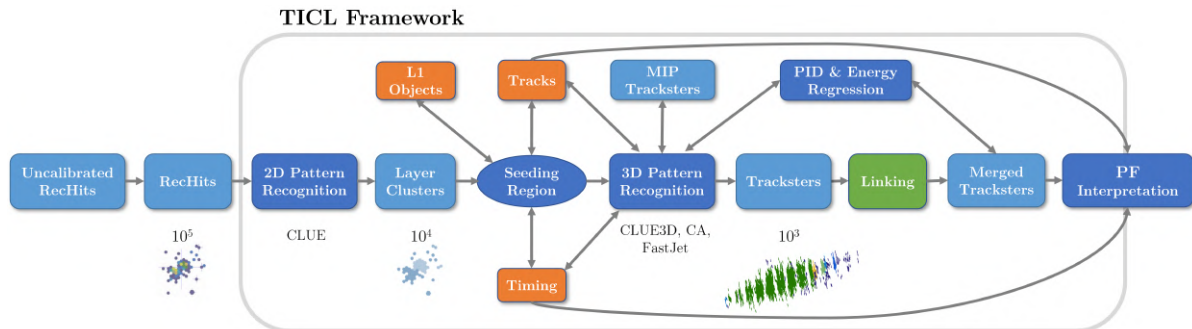 TICL Framework
L1
Objects
Tracks
MIP
Tracksters
PID & Energy
Regression
Uncalibrated
RecHits
RecHits
2D Pattern
Recognition
Layer
Clusters
Seeding
Region
3D Pattern
Recognition
Tracksters
Linking
Merged
Tracksters
PF
Interpretation
10⁵
CLUE
10⁴
CLUE3D, CA,
FastJet
10³
Timing